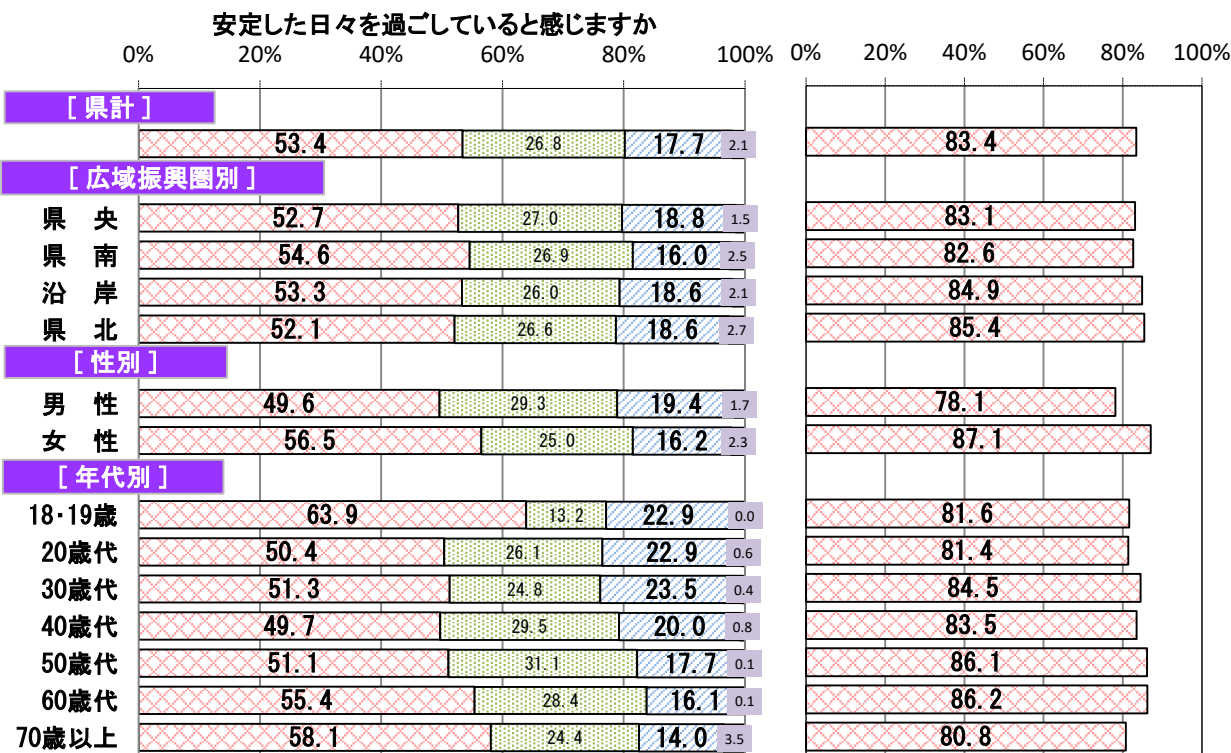 安定した日々を過ごしていると感じますか
0% 20% 40% 60% 80% 100% 0% 20% 40% 60% 80% 100%
[ 県計 ]
53.4 26.8 17.7 2.1 83.4
[ 広域振興圏別 ]
県 央 52.7 27.0 18.8 1.5 83.1
県 南 54.6 26.9 16.0 2.5 82.6
沿 岸 53.3 26.0 18.6 2.1 84.9
県 北 52.1 26.6 18.6 2.7 85.4
[ 性別 ]
男 性 49.6 29.3 19.4 1.7 78.1
女 性 56.5 25.0 16.2 2.3 87.1
[ 年代別 ]
18・19歳 63.9 13.2 22.9 0.0 81.6
20歳代 50.4 26.1 22.9 0.6 81.4
30歳代 51.3 24.8 23.5 0.4 84.5
40歳代 49.7 29.5 20.0 0.8 83.5
50歳代 51.1 31.1 17.7 0.1 86.1
60歳代 55.4 28.4 16.1 0.1 86.2
70歳以上 58.1 24.4 14.0 3.5 80.8